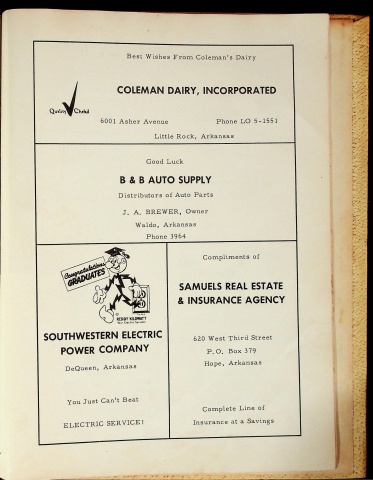 Best Wishes From Coleman's Dairy
COLEMAN DAIRY, INCORPORATED
Quality Chekd
6001 Asher Avenue Phone LO 5-1551
Little Rock, Arkansas
Good Luck
B & B AUTO SUPPLY
Distributors of Auto Parts
J. A. BREWER, Owner
Waldo, Arkansas
Phone 3964
Congratulations
GRADUATES
REDDY KILOWATT
SOUTHWESTERN ELECTRIC
POWER COMPANY
DeQueen, Arkansas
You Just Can't Beat
ELECTRIC SERVICE!
Compliments of
SAMUELS REAL ESTATE
& INSURANCE AGENCY
620 West Third Street
P. O. Box 379
Hope, Arkansas
Complete Line of
Insurance at a Savings